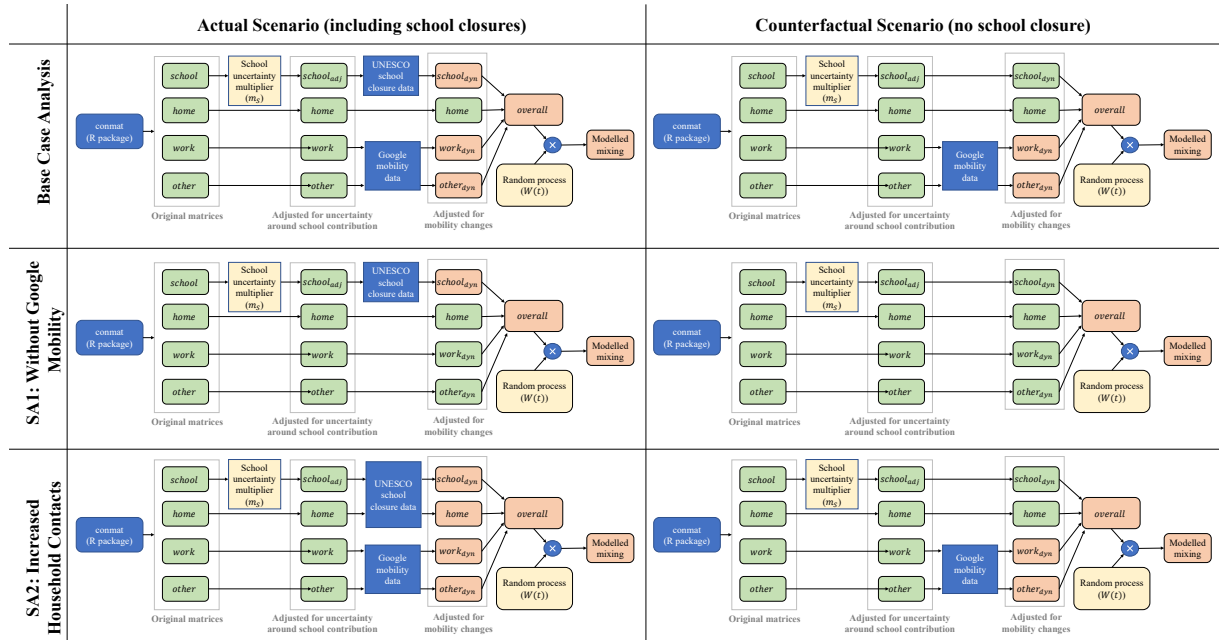 Actual Scenario (including school closures)
Counterfactual Scenario (no school closure)
Base Case Analysis
conmat
(R package)
school
home
work
other
Original matrices
School
uncertainty
multiplier
(m_S)
school_adj
home
work
other
Adjusted for uncertainty
around school contribution
UNESCO
school
closure data
Google
mobility
data
school_dyn
home
work_dyn
other_dyn
Adjusted for
mobility changes
overall
×
Random process
(W(t))
Modelled
mixing
conmat
(R package)
school
home
work
other
Original matrices
School
uncertainty
multiplier
(m_S)
school_adj
home
work
other
Adjusted for uncertainty
around school contribution
Google
mobility
data
school_dyn
home
work_dyn
other_dyn
Adjusted for
mobility changes
overall
×
Random process
(W(t))
Modelled
mixing
SA1: Without Google
Mobility
conmat
(R package)
school
home
work
other
Original matrices
School
uncertainty
multiplier
(m_S)
school_adj
home
work
other
Adjusted for uncertainty
around school contribution
UNESCO
school
closure data
school_dyn
home
work_dyn
other_dyn
Adjusted for
mobility changes
overall
×
Random process
(W(t))
Modelled
mixing
conmat
(R package)
school
home
work
other
Original matrices
School
uncertainty
multiplier
(m_S)
school_adj
home
work
other
Adjusted for uncertainty
around school contribution
school_dyn
home
work_dyn
other_dyn
Adjusted for
mobility changes
overall
×
Random process
(W(t))
Modelled
mixing
SA2: Increased
Household Contacts
conmat
(R package)
school
home
work
other
Original matrices
School
uncertainty
multiplier
(m_S)
school_adj
home
work
other
Adjusted for uncertainty
around school contribution
UNESCO
school
closure data
Google
mobility
data
school_dyn
home
work_dyn
other_dyn
Adjusted for
mobility changes
overall
×
Random process
(W(t))
Modelled
mixing
conmat
(R package)
school
home
work
other
Original matrices
School
uncertainty
multiplier
(m_S)
school_adj
home
work
other
Adjusted for uncertainty
around school contribution
Google
mobility
data
school_dyn
home
work_dyn
other_dyn
Adjusted for
mobility changes
overall
×
Random process
(W(t))
Modelled
mixing